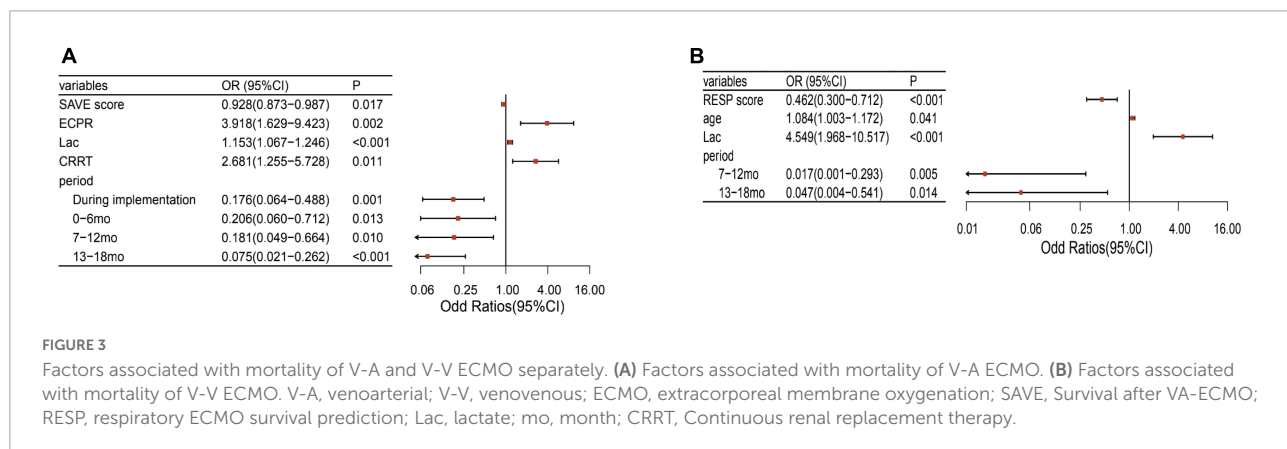 A
variables OR (95%CI) P
SAVE score 0.928(0.873−0.987) 0.017
ECPR 3.918(1.629−9.423) 0.002
Lac 1.153(1.067−1.246) <0.001
CRRT 2.681(1.255−5.728) 0.011
period
During implementation 0.176(0.064−0.488) 0.001
0−6mo 0.206(0.060−0.712) 0.013
7−12mo 0.181(0.049−0.664) 0.010
13−18mo 0.075(0.021−0.262) <0.001
0.06 0.25 1.00 4.00 16.00
Odd Ratios(95%CI)
B
variables OR (95%CI) P
RESP score 0.462(0.300−0.712) <0.001
age 1.084(1.003−1.172) 0.041
Lac 4.549(1.968−10.517) <0.001
period
7−12mo 0.017(0.001−0.293) 0.005
13−18mo 0.047(0.004−0.541) 0.014
0.01 0.06 0.25 1.00 4.00 16.00
Odd Ratios(95%CI)
FIGURE 3
Factors associated with mortality of V-A and V-V ECMO separately. (A) Factors associated with mortality of V-A ECMO. (B) Factors associated
with mortality of V-V ECMO. V-A, venoarterial; V-V, venovenous; ECMO, extracorporeal membrane oxygenation; SAVE, Survival after VA-ECMO;
RESP, respiratory ECMO survival prediction; Lac, lactate; mo, month; CRRT, Continuous renal replacement therapy.